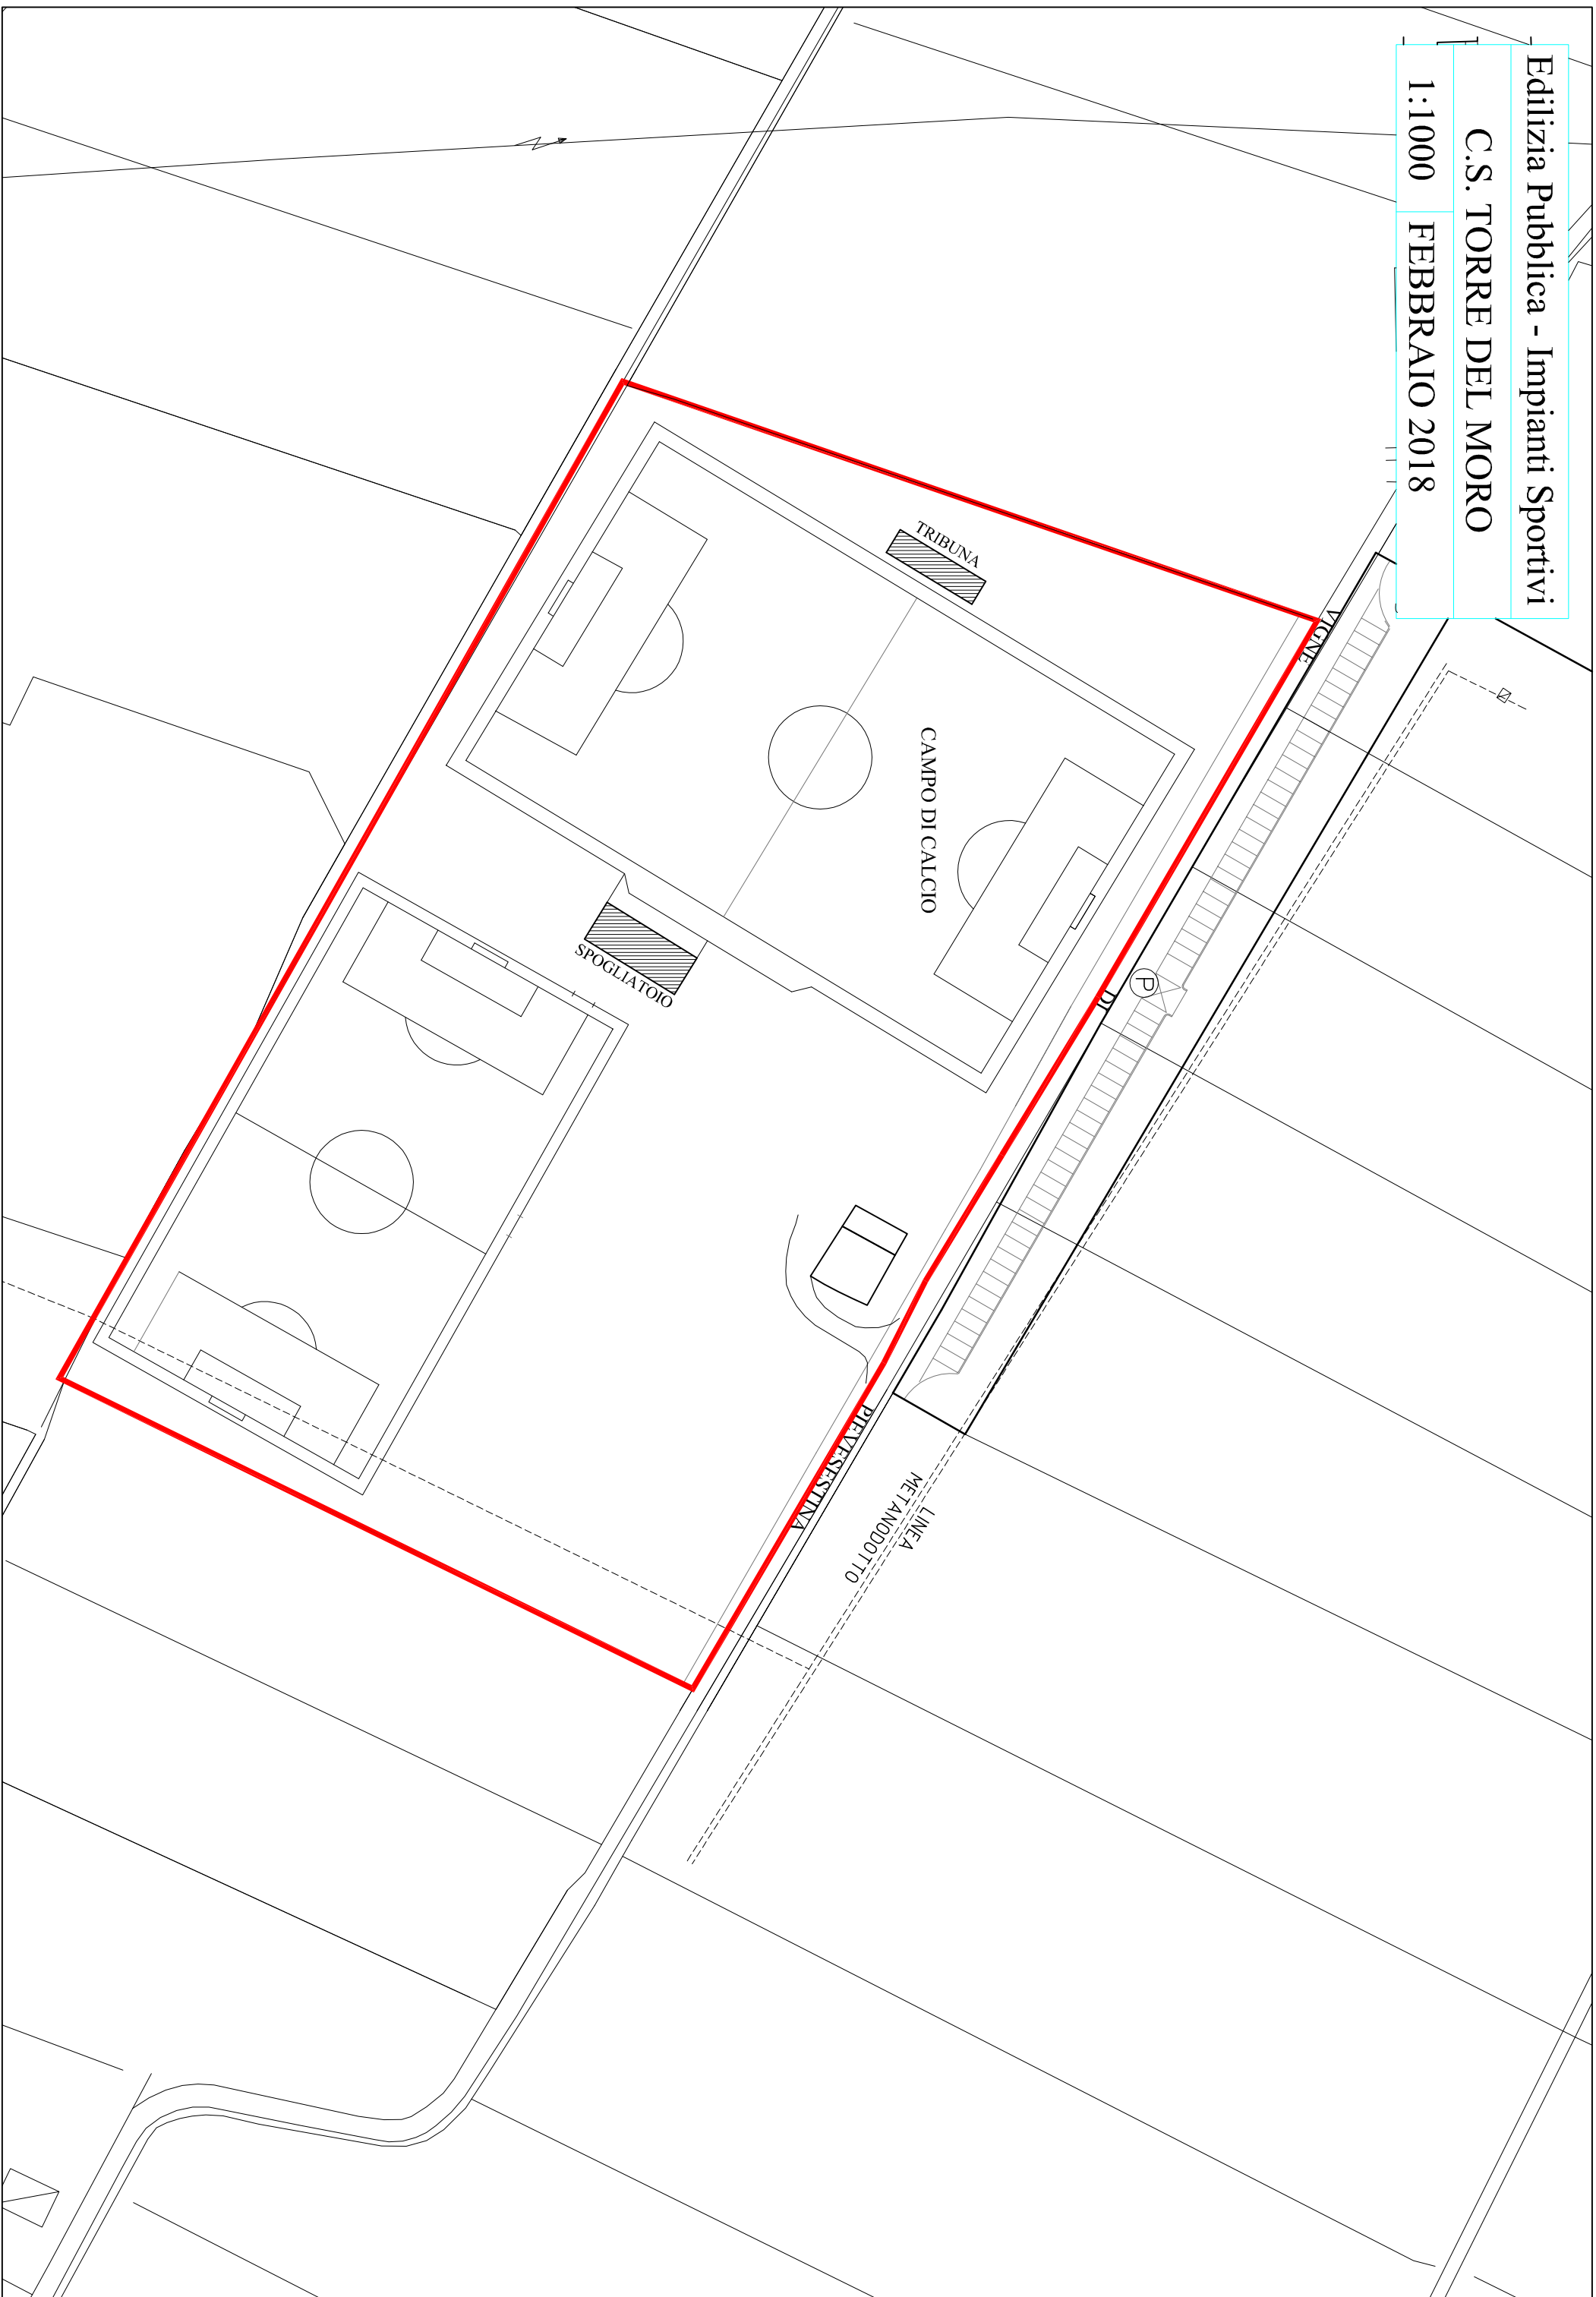 Edilizia Pubblica - Impianti Sportivi
C.S. TORRE DEL MORO
1:1000 FEBBRAIO 2018
TRIBUNA
CAMPO DI CALCIO
SPOGLIATOIO
VIGNE
DI
PIEVESESTINA
P
LINEA
METANODOTTO